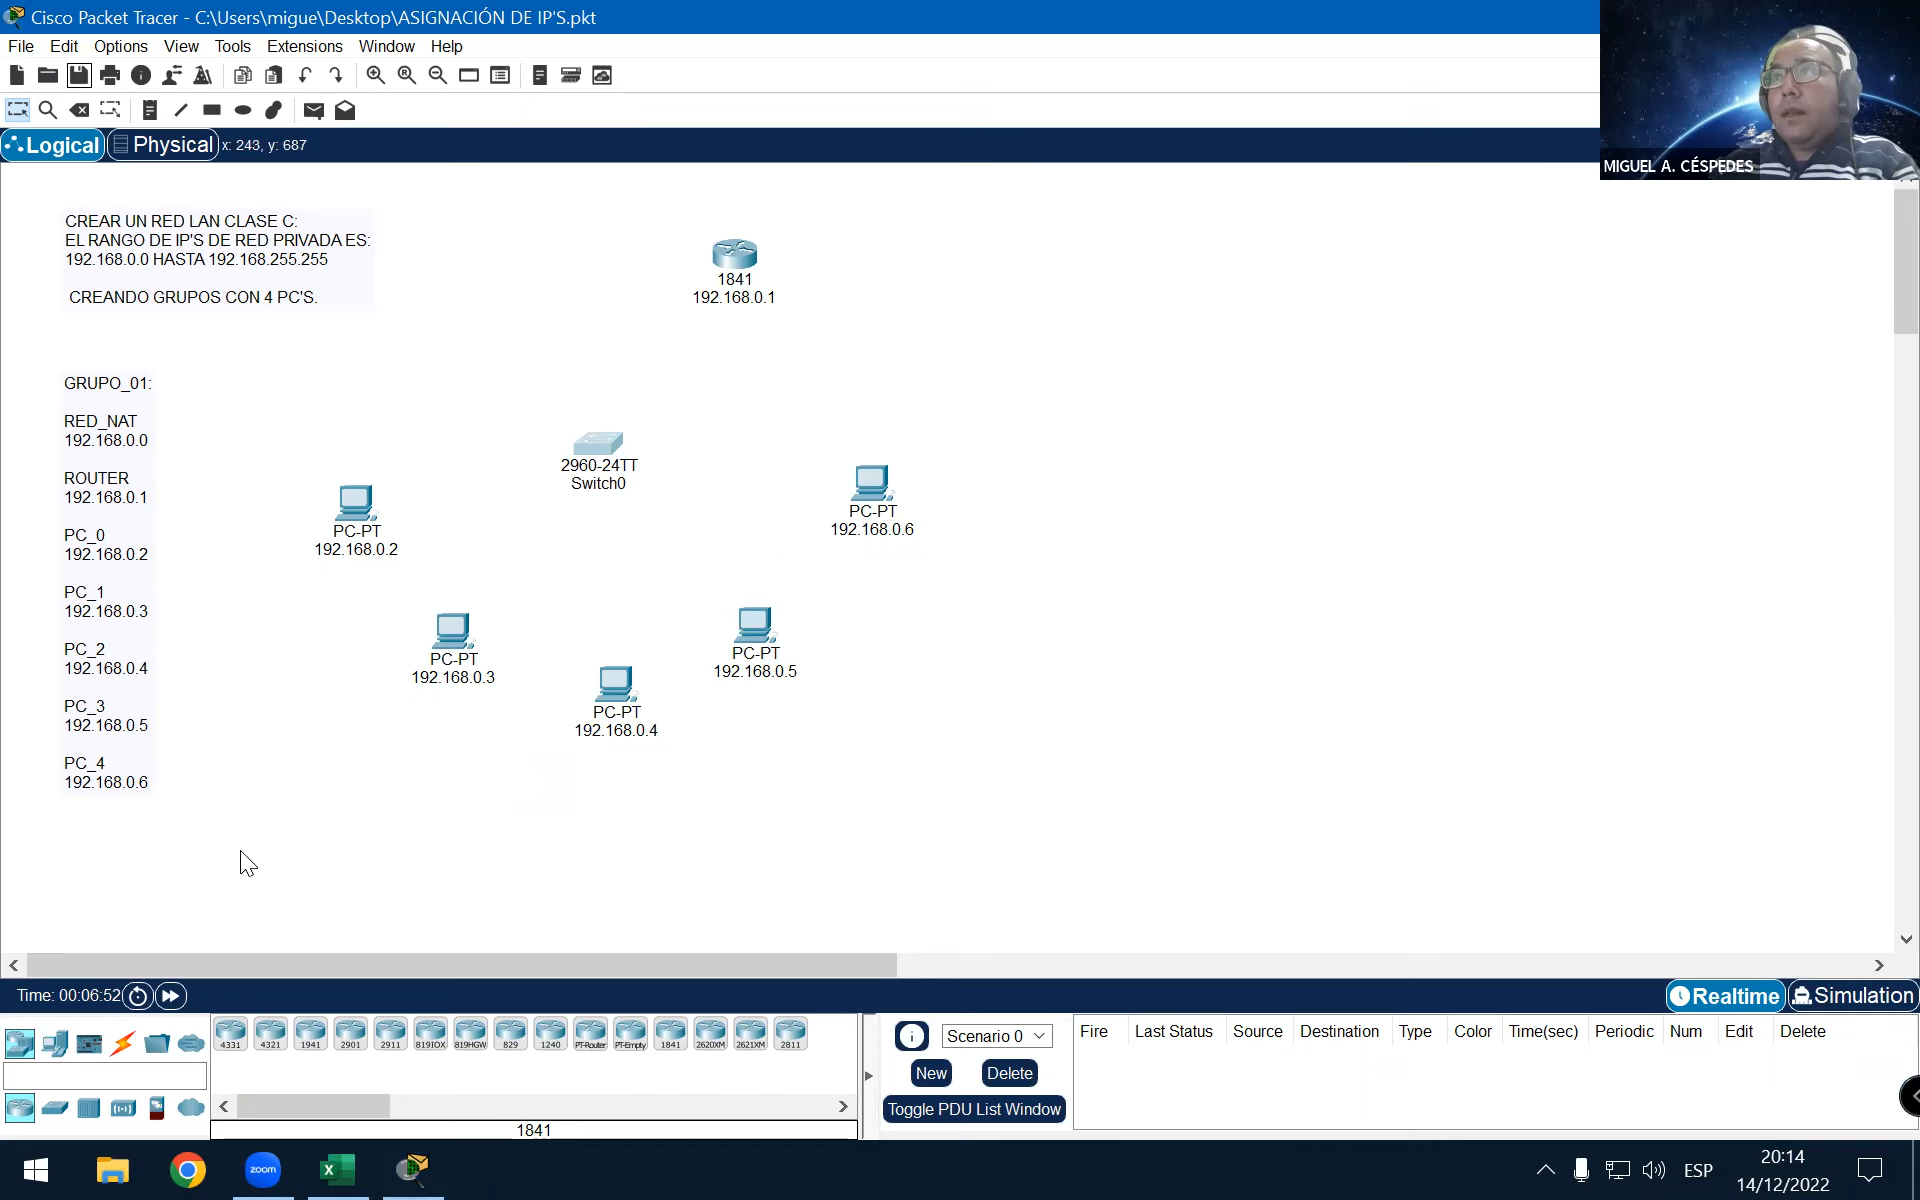 Cisco Packet Tracer - C:\Users\migue\Desktop\ASIGNACIÓN DE IP'S.pkt
File Edit Options View Tools Extensions Window Help
Logical Physical x: 243, y: 687
MIGUEL A. CÉSPEDES
CREAR UN RED LAN CLASE C:
EL RANGO DE IP'S DE RED PRIVADA ES:
192.168.0.0 HASTA 192.168.255.255
CREANDO GRUPOS CON 4 PC'S.
1841
192.168.0.1
GRUPO_01:
RED_NAT
192.168.0.0
ROUTER
192.168.0.1
PC_0
192.168.0.2
PC_1
192.168.0.3
PC_2
192.168.0.4
PC_3
192.168.0.5
PC_4
192.168.0.6
2960-24TT
Switch0
PC-PT
192.168.0.2
PC-PT
192.168.0.6
PC-PT
192.168.0.3
PC-PT
192.168.0.5
PC-PT
192.168.0.4
Time: 00:06:52
Realtime Simulation
4331 4321 1941 2901 2911 819IOX 819HGW 829 1240 PT-Router PT-Empty 1841 2620XM 2621XM 2811
1841
Scenario 0
New Delete
Toggle PDU List Window
Fire Last Status Source Destination Type Color Time(sec) Periodic Num Edit Delete
zoom
ESP
20:14
14/12/2022